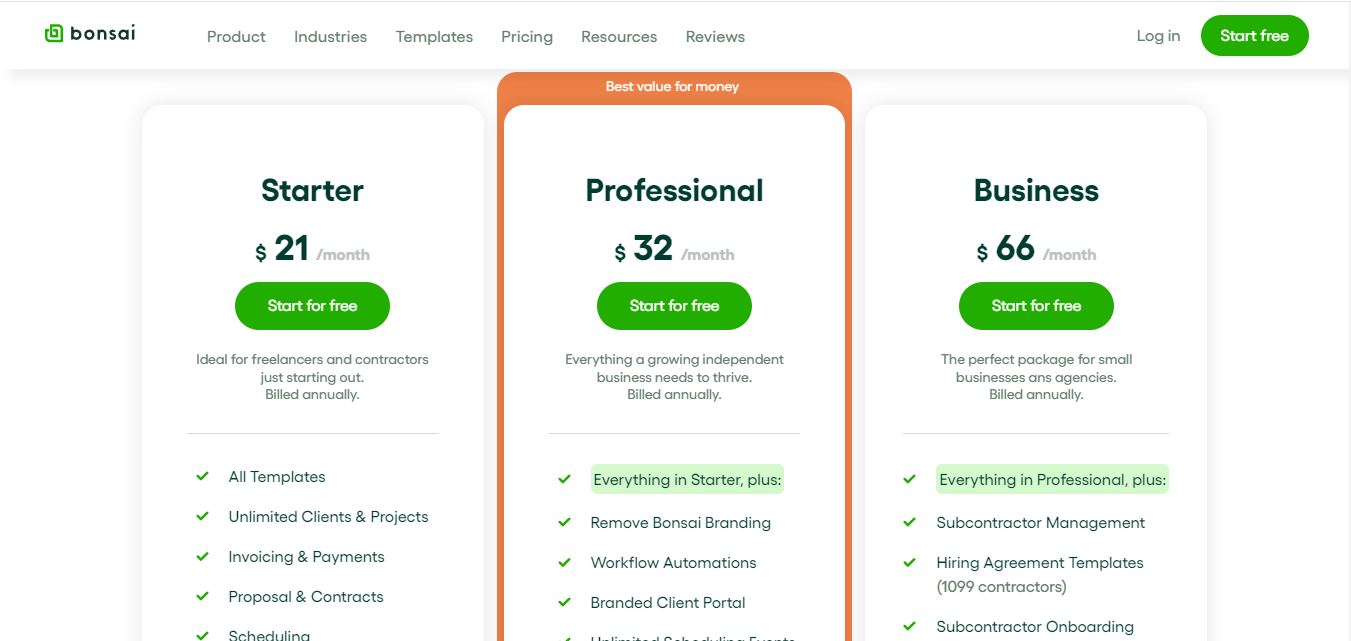 bonsai
Product Industries Templates Pricing Resources Reviews
Log in
Start free
Best value for money
Starter
$ 21 /month
Start for free
Ideal for freelancers and contractors
just starting out.
Billed annually.
All Templates
Unlimited Clients & Projects
Invoicing & Payments
Proposal & Contracts
Scheduling
Professional
$ 32 /month
Start for free
Everything a growing independent
business needs to thrive.
Billed annually.
Everything in Starter, plus:
Remove Bonsai Branding
Workflow Automations
Branded Client Portal
Unlimited Scheduling Events
Business
$ 66 /month
Start for free
The perfect package for small
businesses ans agencies.
Billed annually.
Everything in Professional, plus:
Subcontractor Management
Hiring Agreement Templates
(1099 contractors)
Subcontractor Onboarding